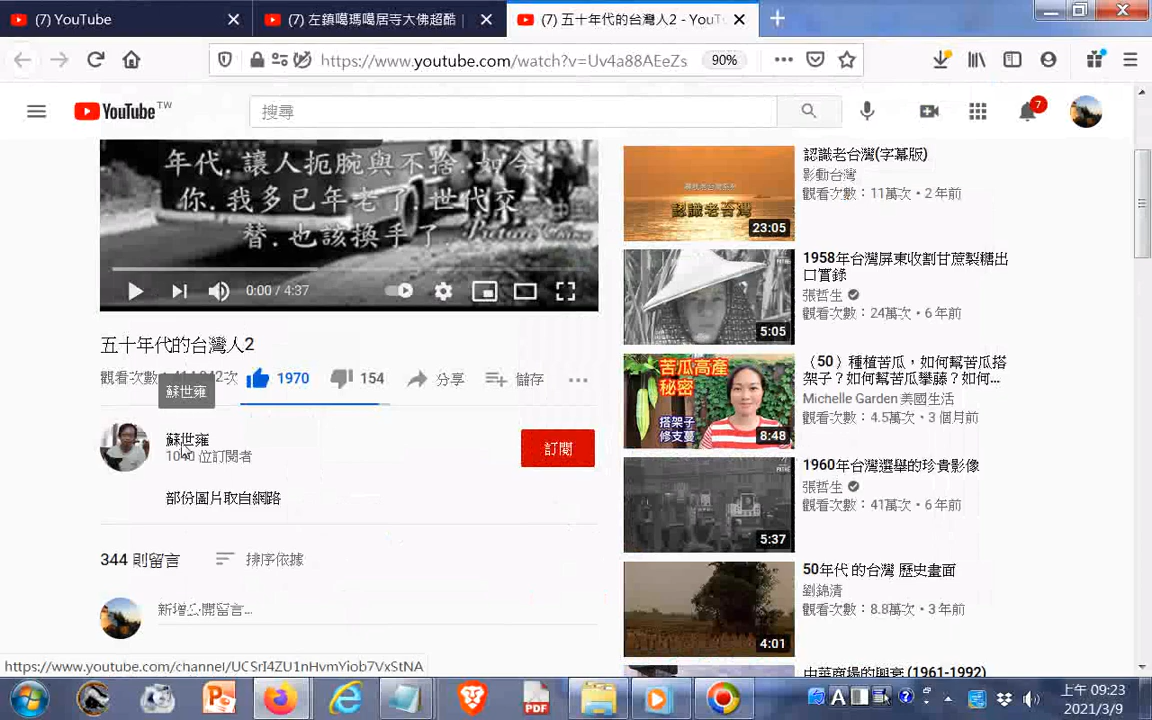 (7) YouTube
(7) 左鎮噶瑪噶居寺大佛超酷
(7) 五十年代的台灣人2 - YouTu
https://www.youtube.com/watch?v=Uv4a88AEeZs
90%
YouTube TW
搜尋
7
年代.讓人扼腕與不捨.如今.
你.我多已年老了.世代交
替.也該換手了.
0:00 / 4:37
五十年代的台灣人2
觀看次數
次
1970
154
分享
儲存
蘇世雍
蘇世雍
位訂閱者
訂閱
部份圖片取自網路
344 則留言
排序依據
新增公開留言...
https://www.youtube.com/channel/UCSrI4ZU1nHvmYiob7VxStNA
認識老台灣
23:05
認識老台灣(字幕版)
影動台灣
觀看次數：11萬次 • 2 年前
5:05
1958年台灣屏東收割甘蔗製糖出
口實錄
張哲生
觀看次數：24萬次 • 6 年前
苦瓜高產
秘密
搭架子
修支蔓
8:48
〈50〉種植苦瓜，如何幫苦瓜搭
架子？如何幫苦瓜攀藤？如何...
Michelle Garden 美國生活
觀看次數：4.5萬次 • 3 個月前
5:37
1960年台灣選舉的珍貴影像
張哲生
觀看次數：41萬次 • 6 年前
4:01
50年代 的台灣 歷史畫面
劉錦清
觀看次數：8.8萬次 • 3 年前
中華商場的興衰 (1961-1992)
PDF
A
上午 09:23
2021/3/9